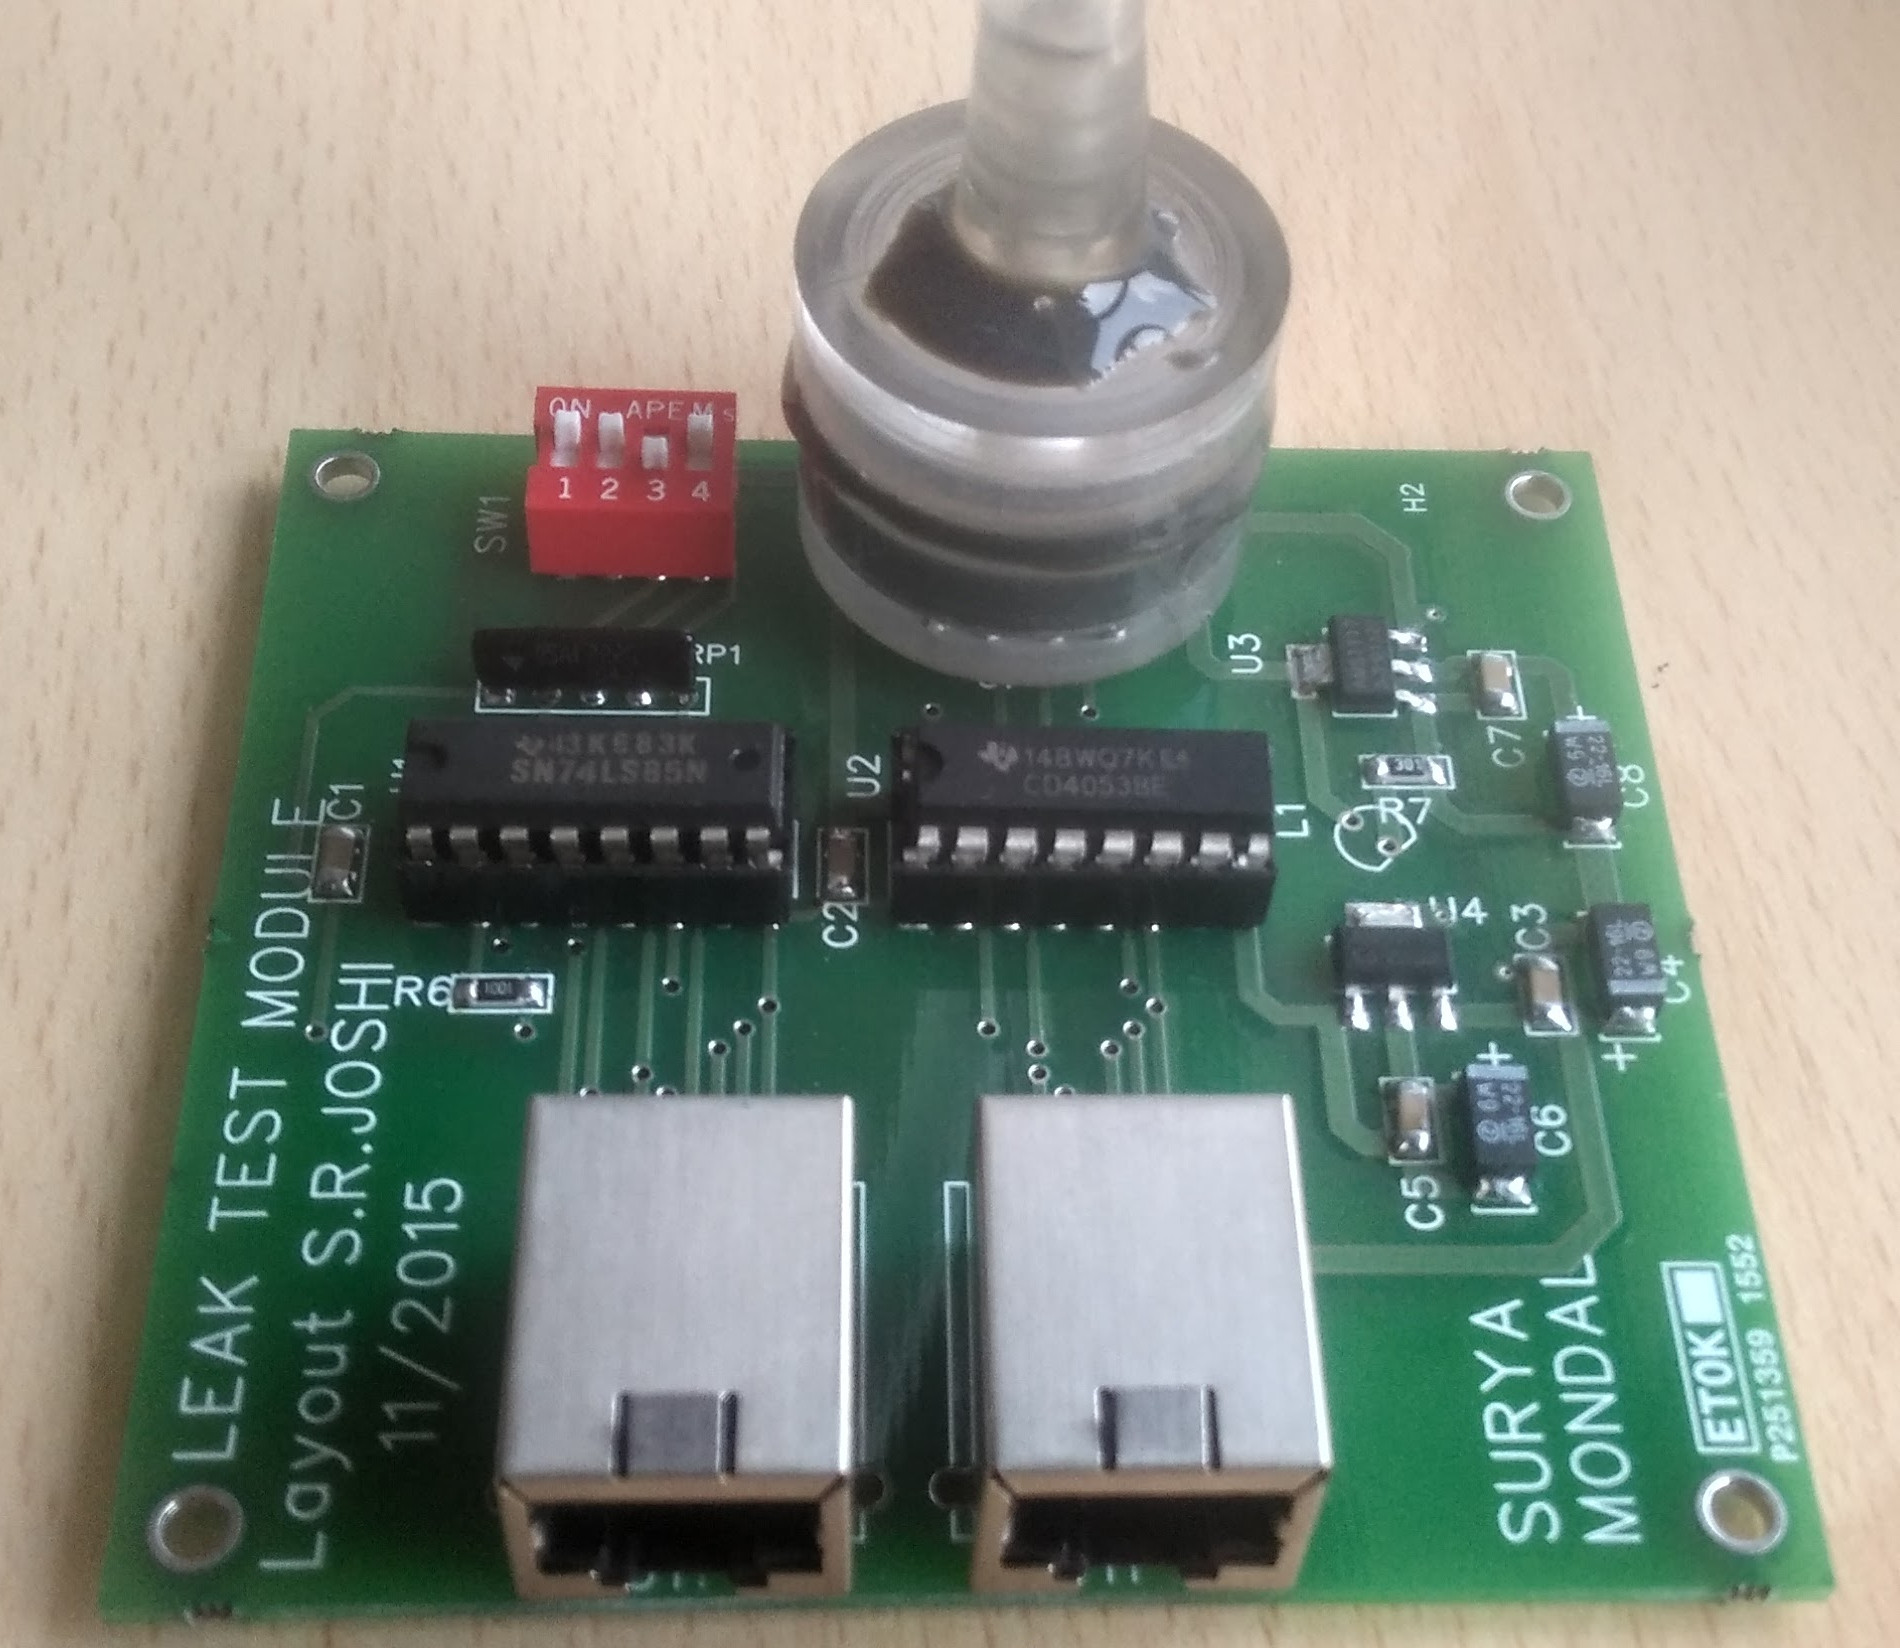 ON APEM
1 2 3 4
SW1
H2
RP1
U3
C7
C8
43K683K
SN74LS85N
U1
C1
U2
14BWQ7KE4
CD4053BE
L1
301
R7
C2
U4
C3
C4
R6
1001
C5
C6
LEAK TEST MODULE
Layout S.R.JOSHI
11/2015
SURYA
MONDAL
ETOK
P251359 1552